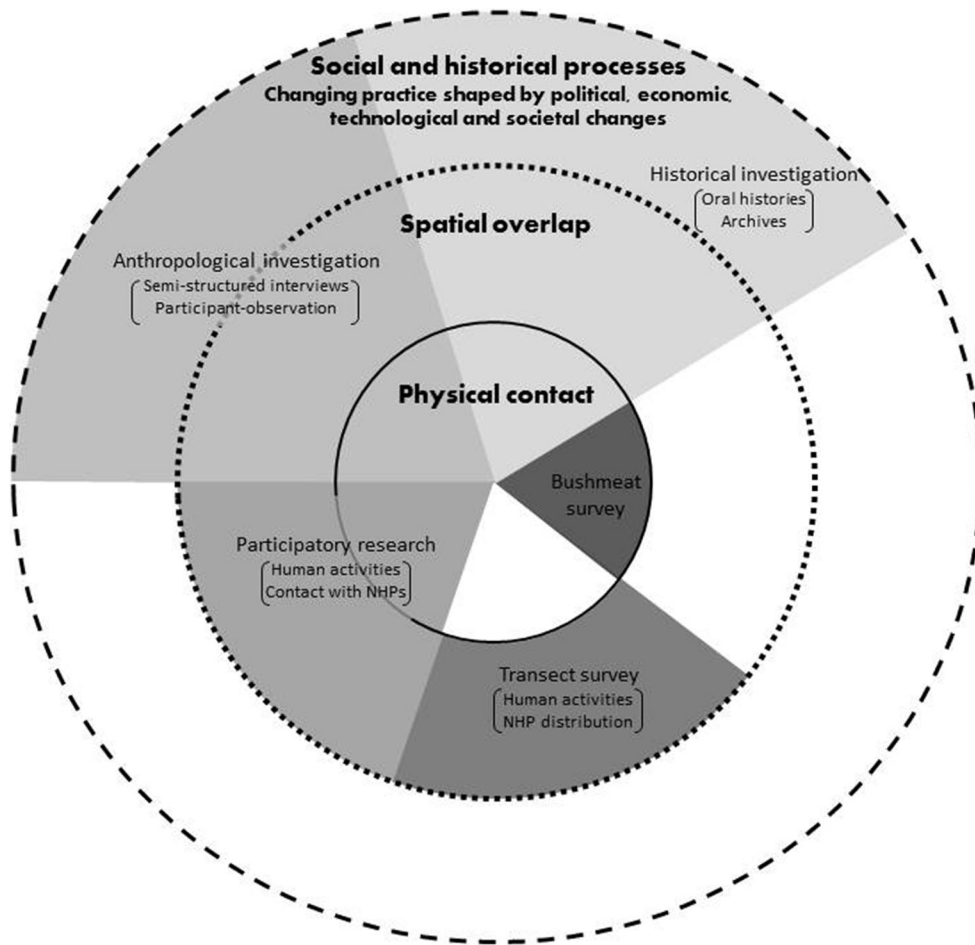 Social and historical processes
Changing practice shaped by political, economic,
technological and societal changes
Historical investigation
Oral histories
Archives
Spatial overlap
Anthropological investigation
Semi-structured interviews
Participant-observation
Physical contact
Bushmeat
survey
Participatory research
Human activities
Contact with NHPs
Transect survey
Human activities
NHP distribution